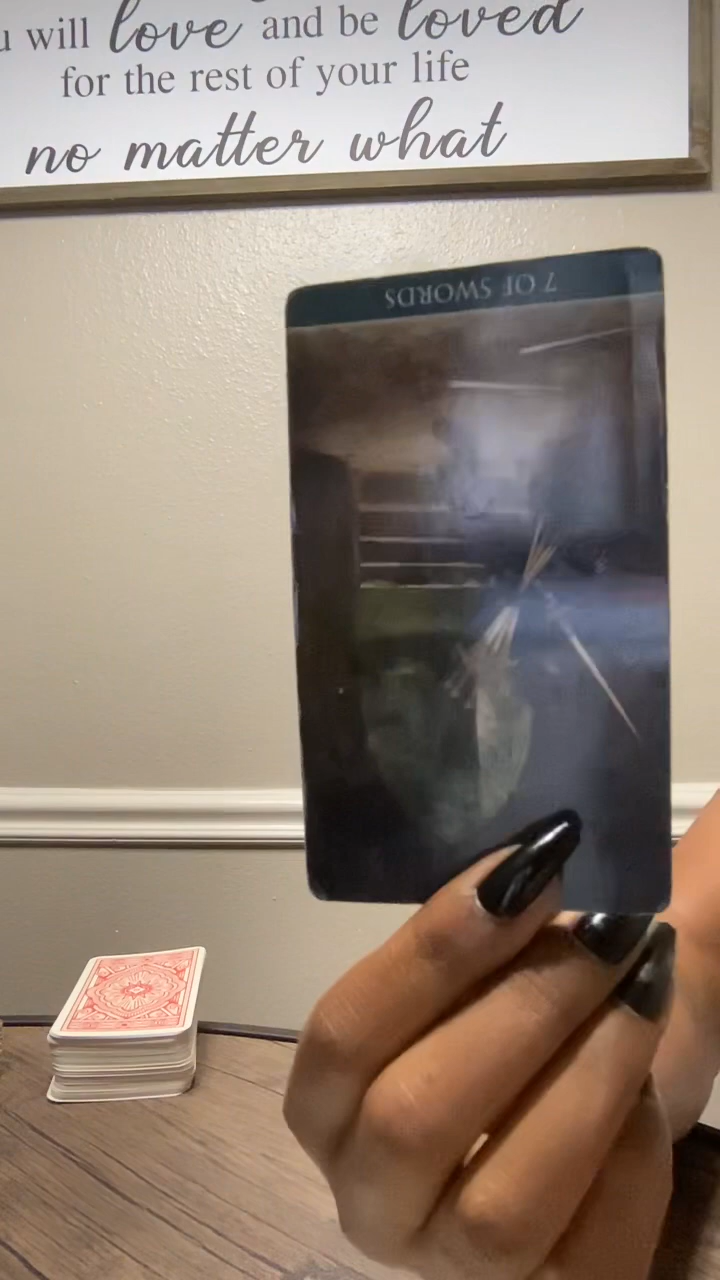 will love and be loved
for the rest of your life
no matter what
7 OF SWORDS